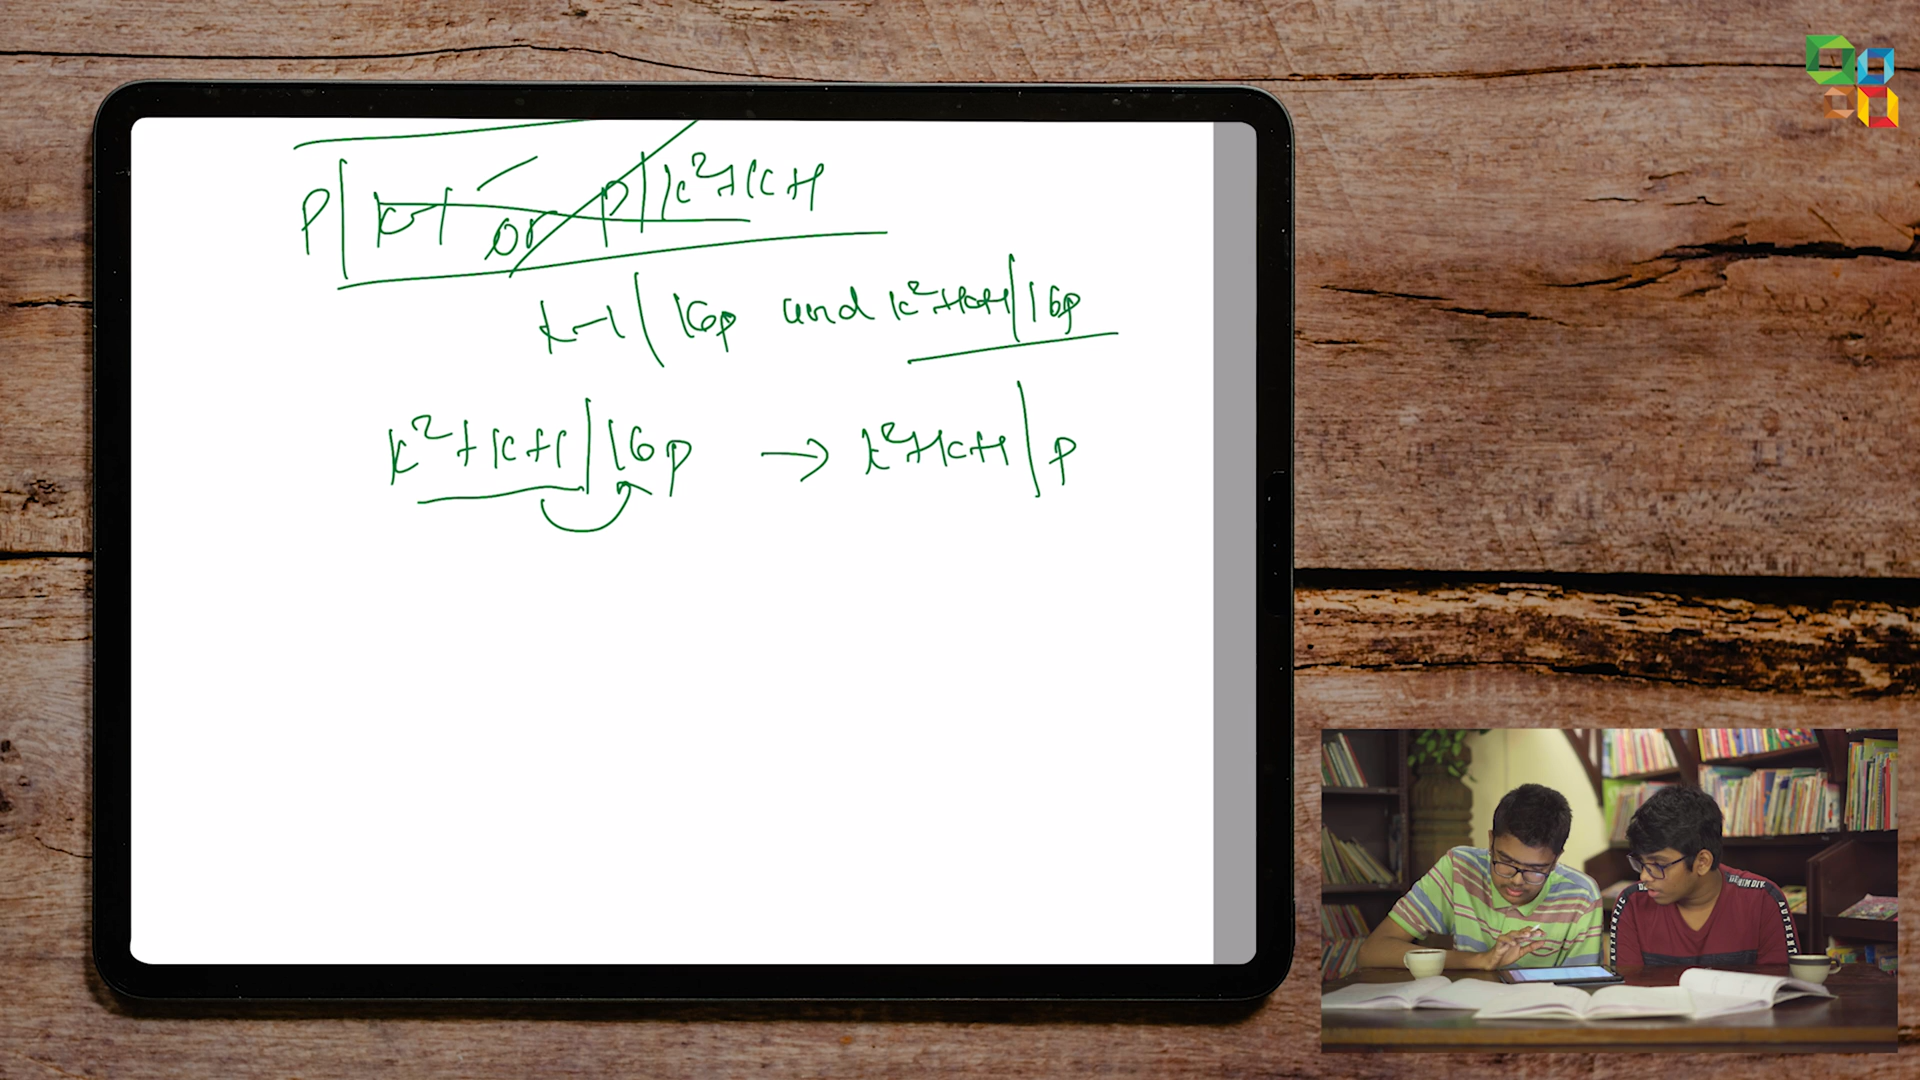 p | k-1 or p | k²+k+1
k-1 | 16p and k²+k+1 | 16p
k²+k+1 | 16p → k²+k+1 | p